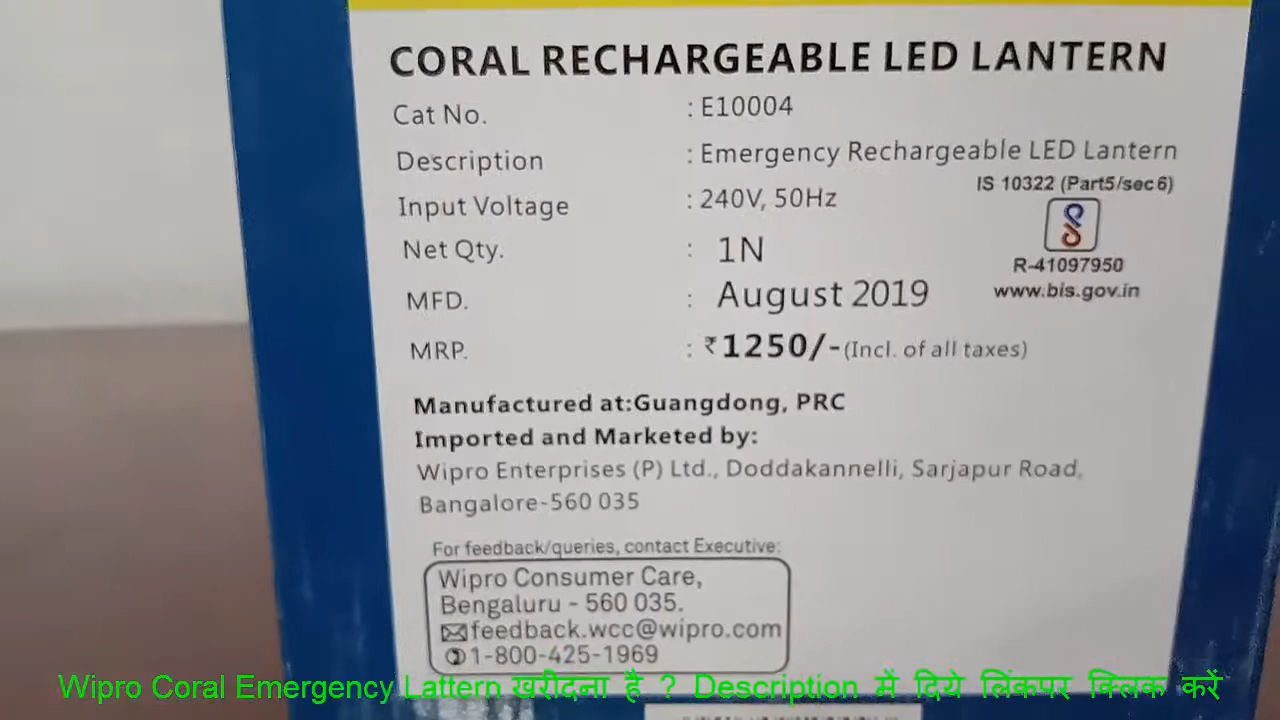 CORAL RECHARGEABLE LED LANTERN
Cat No. : E10004
Description : Emergency Rechargeable LED Lantern
IS 10322 (Part5/sec6)
Input Voltage : 240V, 50Hz
Net Qty. : 1N
R-41097950
www.bis.gov.in
MFD. : August 2019
MRP. : ₹1250/-(Incl. of all taxes)
Manufactured at:Guangdong, PRC
Imported and Marketed by:
Wipro Enterprises (P) Ltd., Doddakannelli, Sarjapur Road,
Bangalore-560 035
For feedback/queries, contact Executive:
Wipro Consumer Care,
Bengaluru - 560 035.
feedback.wcc@wipro.com
1-800-425-1969
Wipro Coral Emergency Lattern खरीदना है ? Description में दिये लिंकपर क्लिक करें